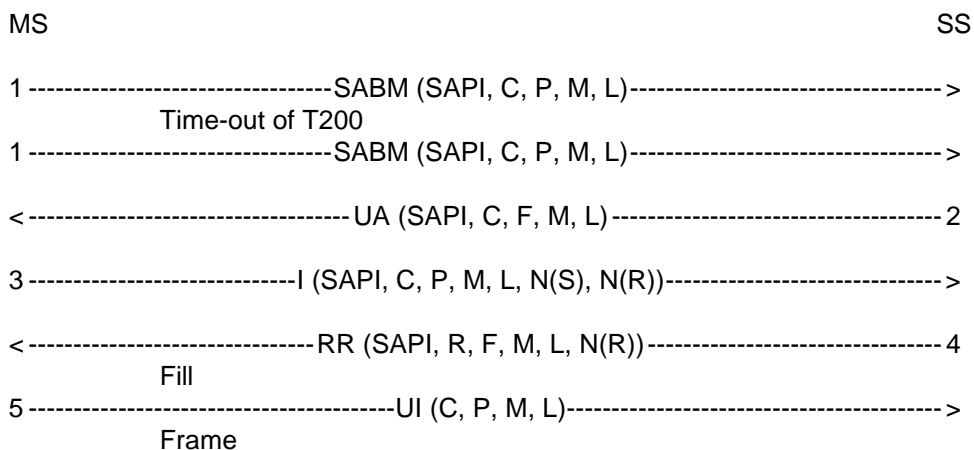 MS SS
1 ----------------------------------SABM (SAPI, C, P, M, L)----------------------------------- >
Time-out of T200
1 ----------------------------------SABM (SAPI, C, P, M, L)----------------------------------- >
< ------------------------------------ UA (SAPI, C, F, M, L) ------------------------------------- 2
3 ------------------------------I (SAPI, C, P, M, L, N(S), N(R))------------------------------- >
< -------------------------------- RR (SAPI, R, F, M, L, N(R)) --------------------------------- 4
Fill
5 -----------------------------------------UI (C, P, M, L)------------------------------------------ >
Frame